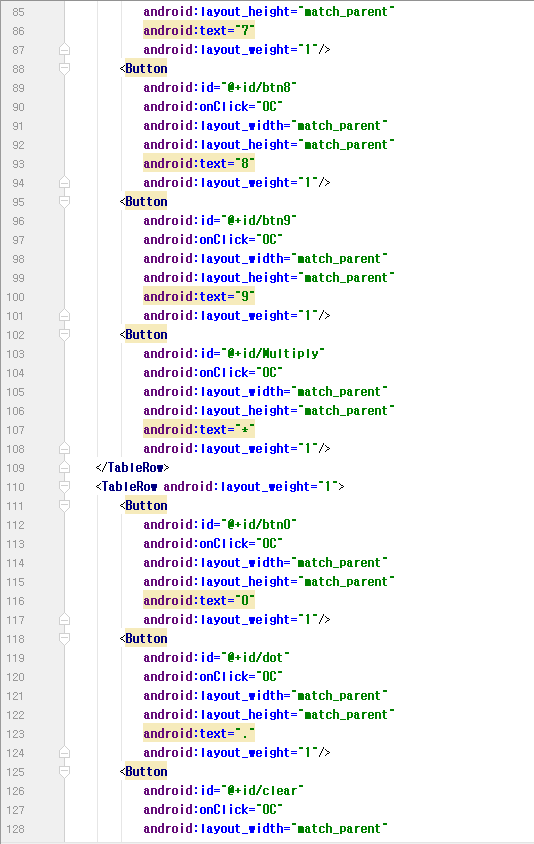 85 android:layout_height="match_parent"
86 android:text="7"
87 android:layout_weight="1"/>
88 <Button
89 android:id="@+id/btn8"
90 android:onClick="OC"
91 android:layout_width="match_parent"
92 android:layout_height="match_parent"
93 android:text="8"
94 android:layout_weight="1"/>
95 <Button
96 android:id="@+id/btn9"
97 android:onClick="OC"
98 android:layout_width="match_parent"
99 android:layout_height="match_parent"
100 android:text="9"
101 android:layout_weight="1"/>
102 <Button
103 android:id="@+id/Multiply"
104 android:onClick="OC"
105 android:layout_width="match_parent"
106 android:layout_height="match_parent"
107 android:text="*"
108 android:layout_weight="1"/>
109 </TableRow>
110 <TableRow android:layout_weight="1">
111 <Button
112 android:id="@+id/btn0"
113 android:onClick="OC"
114 android:layout_width="match_parent"
115 android:layout_height="match_parent"
116 android:text="0"
117 android:layout_weight="1"/>
118 <Button
119 android:id="@+id/dot"
120 android:onClick="OC"
121 android:layout_width="match_parent"
122 android:layout_height="match_parent"
123 android:text="."
124 android:layout_weight="1"/>
125 <Button
126 android:id="@+id/clear"
127 android:onClick="OC"
128 android:layout_width="match_parent"